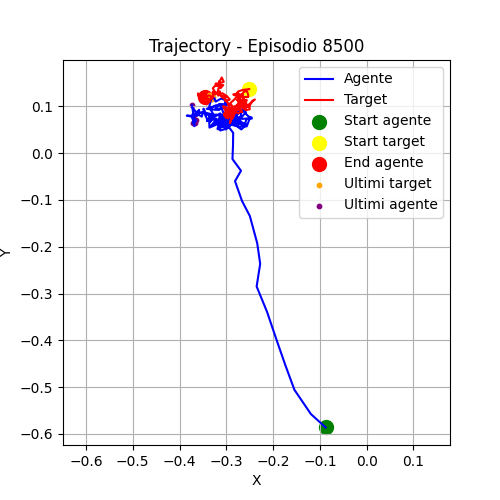 Trajectory - Episodio 8500
Agente
Target
Start agente
Start target
End agente
Ultimi target
Ultimi agente
0.1
0.0
−0.1
−0.2
−0.3
−0.4
−0.5
−0.6
Y
−0.6
−0.5
−0.4
−0.3
−0.2
−0.1
0.0
0.1
X